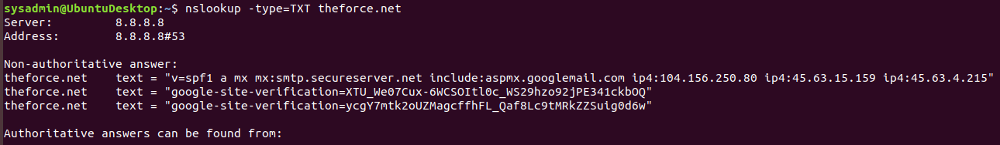 sysadmin@UbuntuDesktop:~$ nslookup -type=TXT theforce.net
Server:		8.8.8.8
Address:	8.8.8.8#53

Non-authoritative answer:
theforce.net	text = "v=spf1 a mx mx:smtp.secureserver.net include:aspmx.googlemail.com ip4:104.156.250.80 ip4:45.63.15.159 ip4:45.63.4.215"
theforce.net	text = "google-site-verification=XTU_We07Cux-6WCSOItl0c_WS29hzo92jPE341ckbOQ"
theforce.net	text = "google-site-verification=ycgY7mtk2oUZMagcffhFL_Qaf8Lc9tMRkZZSuig0d6w"

Authoritative answers can be found from: